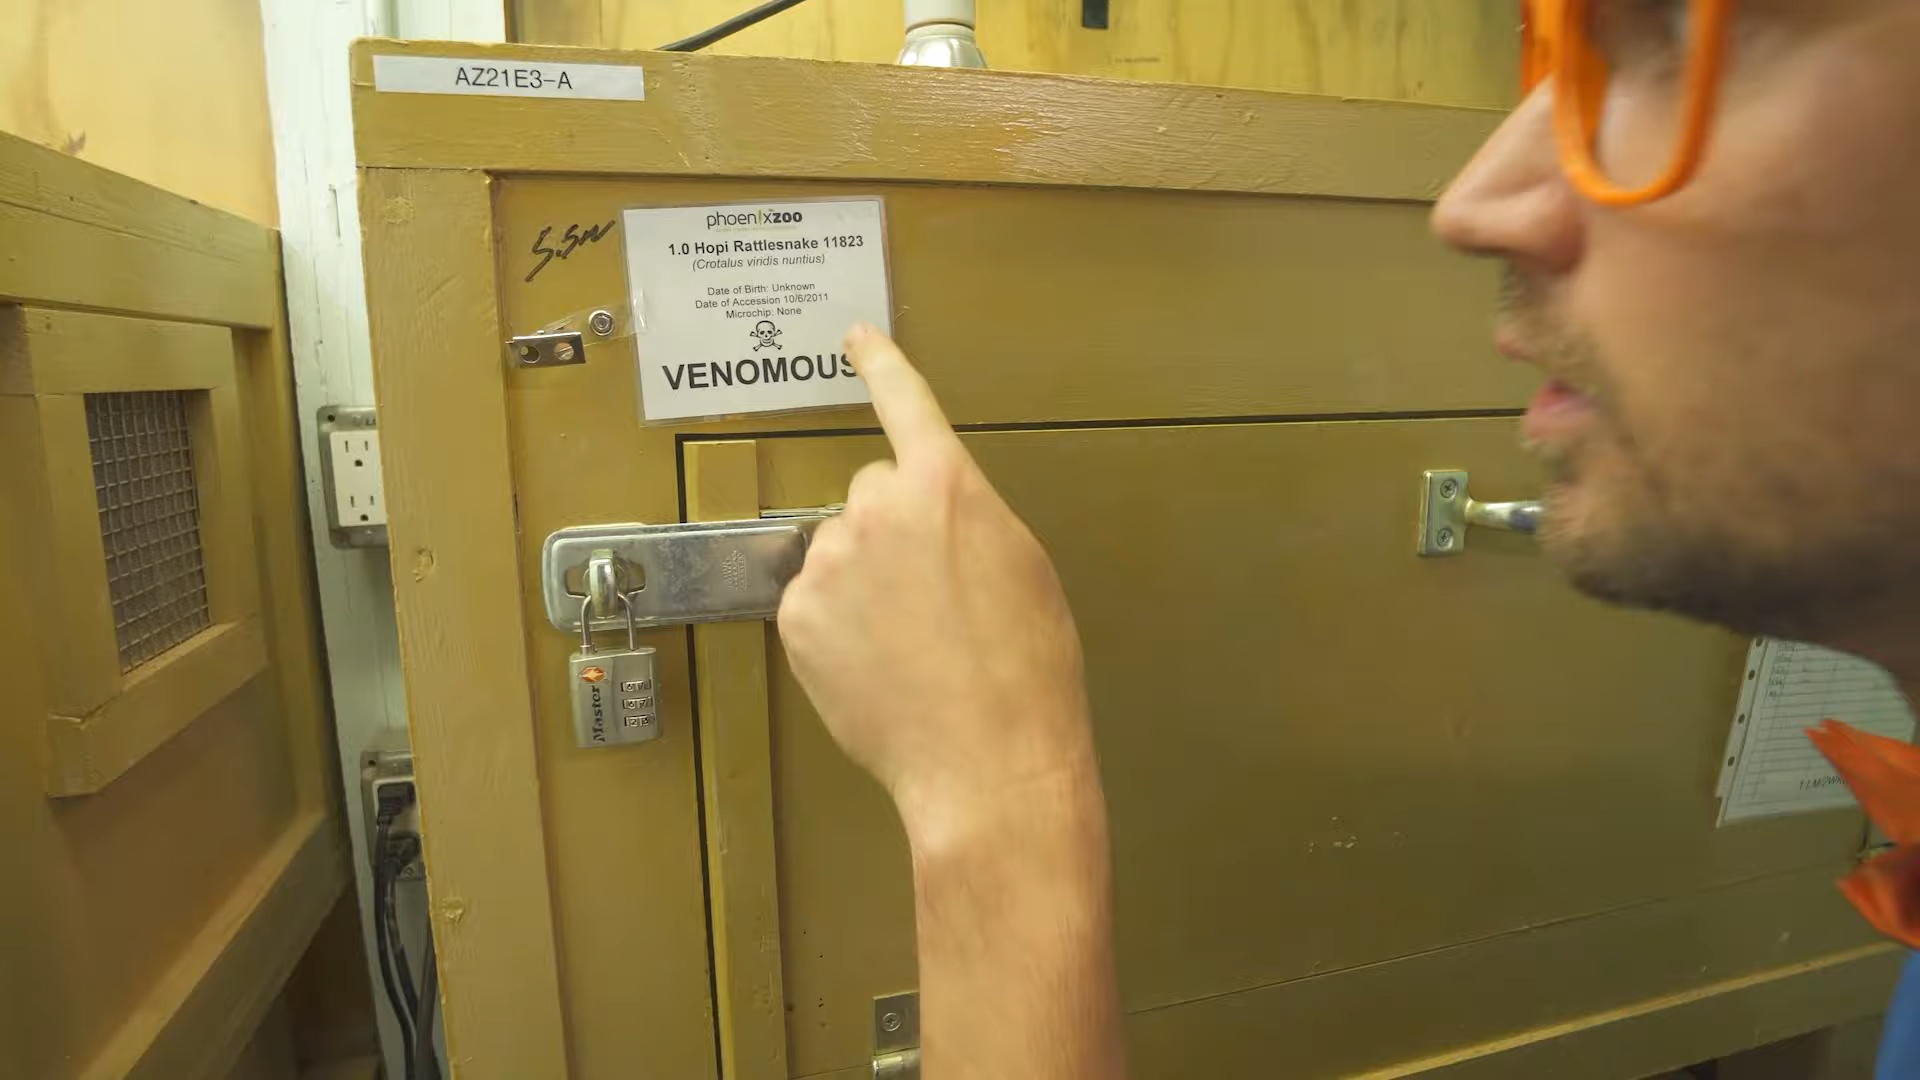 AZ21E3-A
phoenixzoo
1.0 Hopi Rattlesnake 11823
(Crotalus viridis nuntius)
Date of Birth: Unknown
Date of Accession 10/6/2011
Microchip: None
VENOMOUS
Master